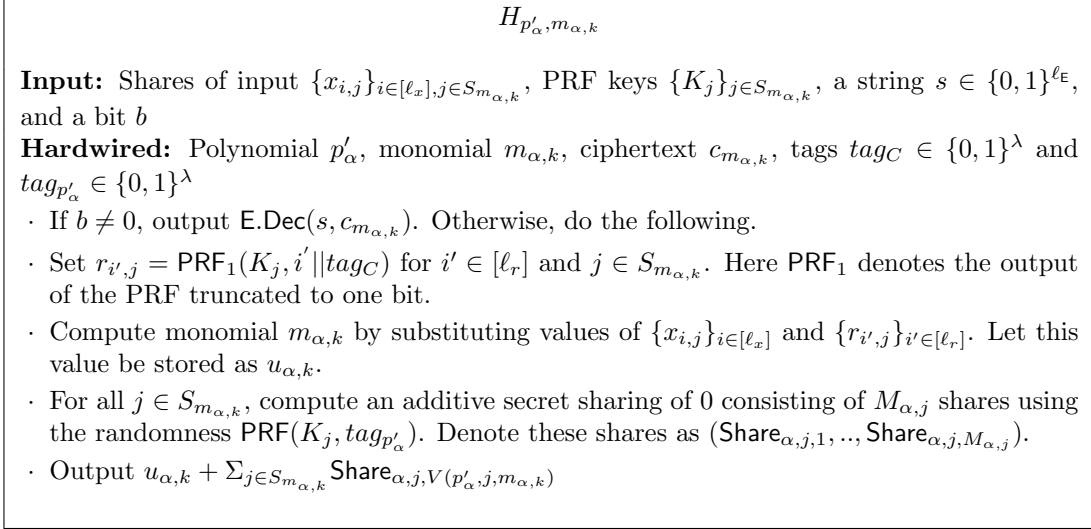 H_{p'_α,m_{α,k}}
Input: Shares of input {x_{i,j}}_{i∈[ℓ_x],j∈S_{m_{α,k}}}, PRF keys {K_j}_{j∈S_{m_{α,k}}}, a string s ∈ {0,1}^{ℓ_E},
and a bit b
Hardwired: Polynomial p'_α, monomial m_{α,k}, ciphertext c_{m_{α,k}}, tags tag_C ∈ {0,1}^λ and
tag_{p'_α} ∈ {0,1}^λ
· If b ≠ 0, output E.Dec(s, c_{m_{α,k}}). Otherwise, do the following.
· Set r_{i',j} = PRF_1(K_j, i'||tag_C) for i' ∈ [ℓ_r] and j ∈ S_{m_{α,k}}. Here PRF_1 denotes the output
of the PRF truncated to one bit.
· Compute monomial m_{α,k} by substituting values of {x_{i,j}}_{i∈[ℓ_x]} and {r_{i',j}}_{i'∈[ℓ_r]}. Let this
value be stored as u_{α,k}.
· For all j ∈ S_{m_{α,k}}, compute an additive secret sharing of 0 consisting of M_{α,j} shares using
the randomness PRF(K_j, tag_{p'_α}). Denote these shares as (Share_{α,j,1}, .., Share_{α,j,M_{α,j}}).
· Output u_{α,k} + Σ_{j∈S_{m_{α,k}}} Share_{α,j,V(p'_α,j,m_{α,k})}